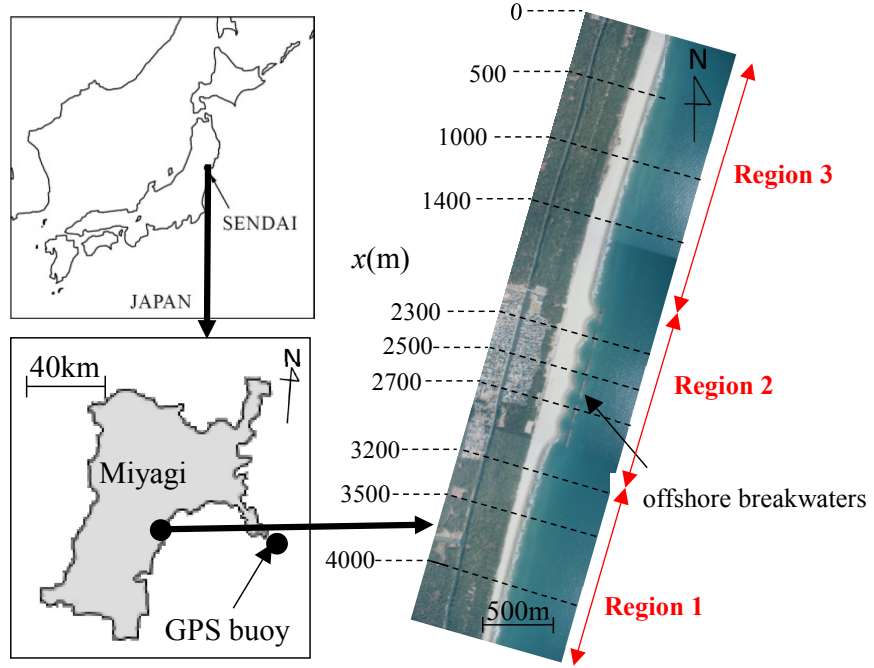 SENDAI
JAPAN
40km
N
Miyagi
GPS buoy
x(m)
0
500
1000
1400
2300
2500
2700
3200
3500
4000
N
Region 3
Region 2
offshore breakwaters
Region 1
500m